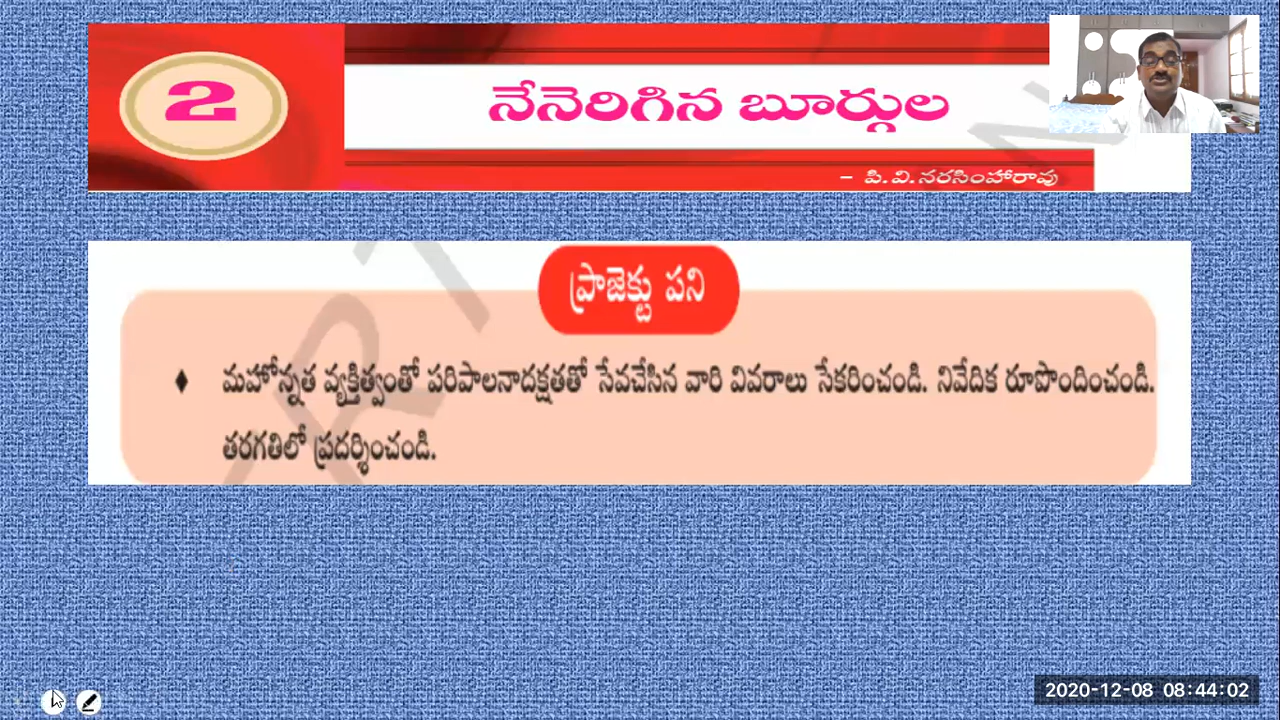 2
నేనెరిగిన బూర్గుల
– పి.వి.నరసింహారావు
ప్రాజెక్టు పని
♦ మహోన్నత వ్యక్తిత్వంతో పరిపాలనాదక్షతతో సేవచేసిన వారి వివరాలు సేకరించండి. నివేదిక రూపొందించండి.
తరగతిలో ప్రదర్శించండి.
2020-12-08 08:44:02